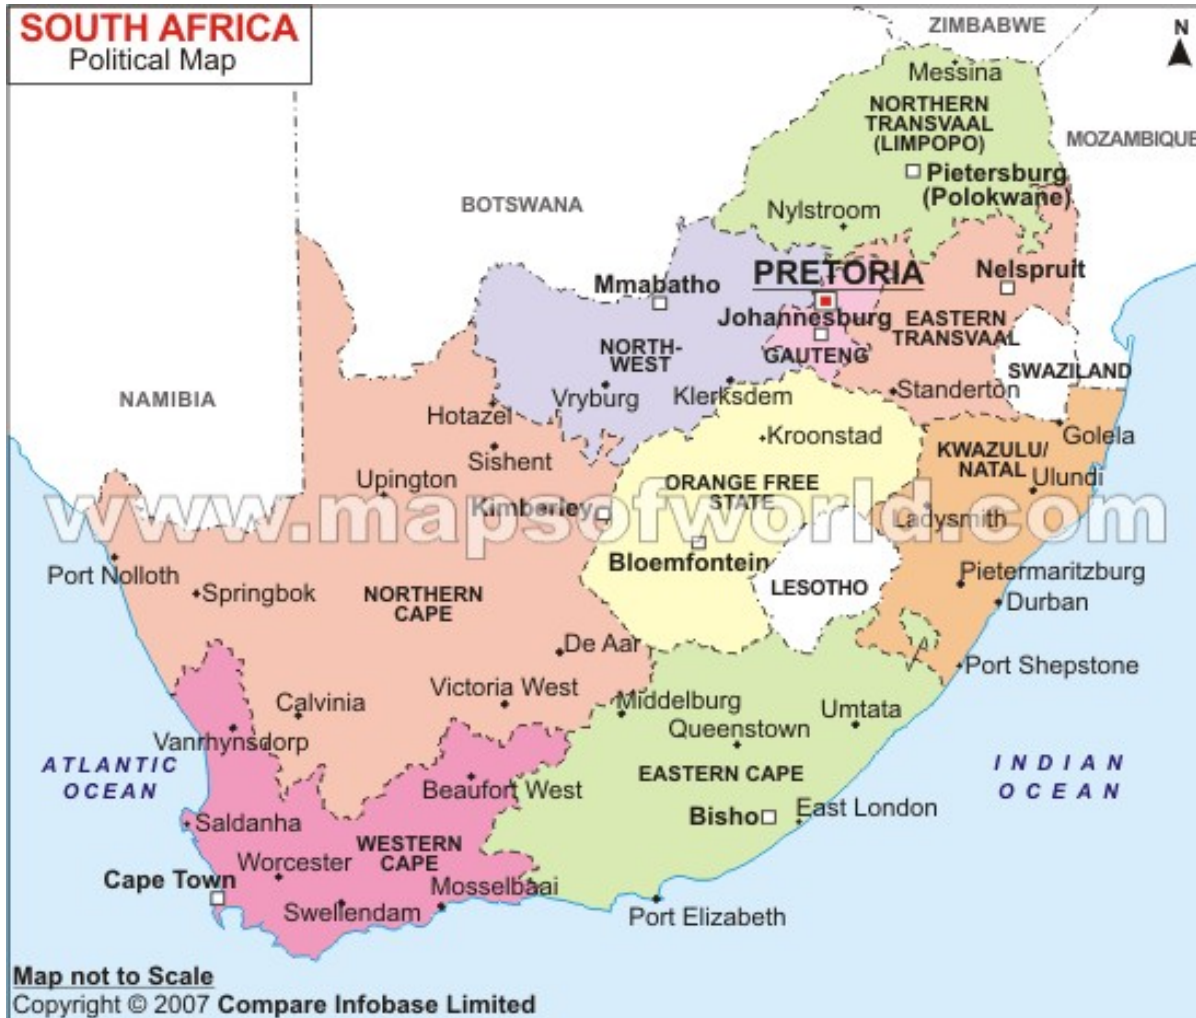 SOUTH AFRICA
Political Map
ZIMBABWE
N
Messina
NORTHERN
TRANSVAAL
(LIMPOPO)
MOZAMBIQUE
Pietersburg
(Polokwane)
BOTSWANA
Nylstroom
PRETORIA
Nelspruit
Mmabatho
Johannesburg
EASTERN
TRANSVAAL
NORTH-
WEST
GAUTENG
SWAZILAND
NAMIBIA
Vryburg
Klerksdem
Standerton
Hotazel
Golela
Kroonstad
KWAZULU/
NATAL
Sishent
Upington
ORANGE FREE
STATE
Ulundi
www.mapsofworld.com
Kimberley
Ladysmith
Bloemfontein
Port Nolloth
Springbok
NORTHERN
CAPE
LESOTHO
Pietermaritzburg
Durban
De Aar
Port Shepstone
Victoria West
Calvinia
Middelburg
Umtata
Queenstown
Vanrhynsdorp
ATLANTIC
OCEAN
INDIAN
OCEAN
Beaufort West
EASTERN CAPE
Bisho
East London
Saldanha
WESTERN
CAPE
Worcester
Cape Town
Mosselbaai
Swellendam
Port Elizabeth
Map not to Scale
Copyright © 2007 Compare Infobase Limited